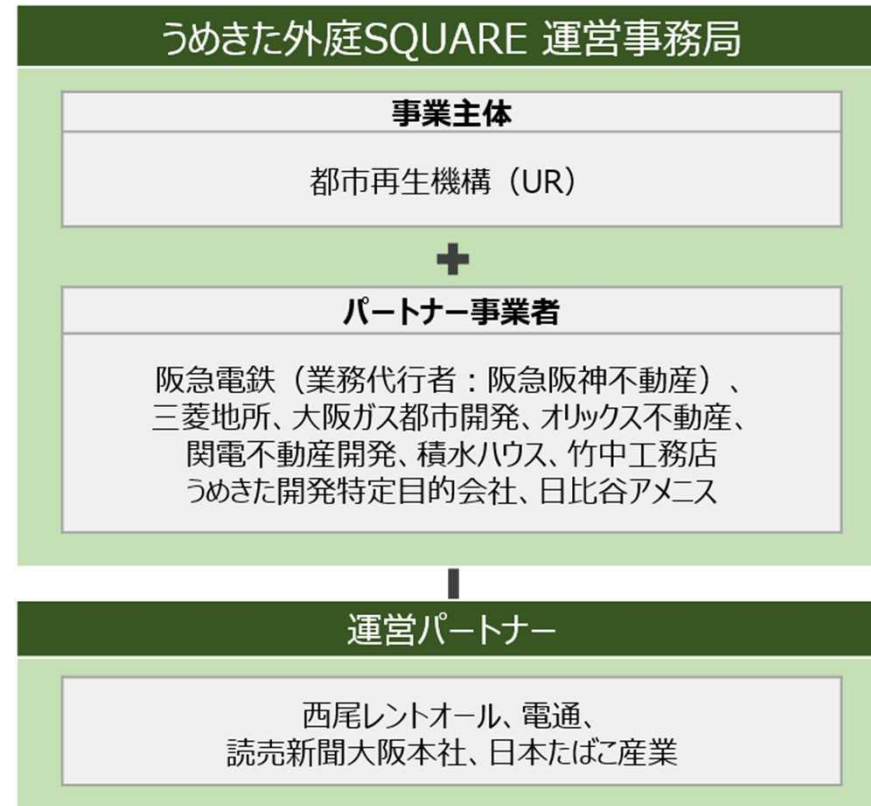 うめきた外庭SQUARE 運営事務局
事業主体
都市再生機構（UR）
+
パートナー事業者
阪急電鉄（業務代行者：阪急阪神不動産）、
三菱地所、大阪ガス都市開発、オリックス不動産、
関電不動産開発、積水ハウス、竹中工務店
うめきた開発特定目的会社、日比谷アメニス
運営パートナー
西尾レントオール、電通、
読売新聞大阪本社、日本たばこ産業